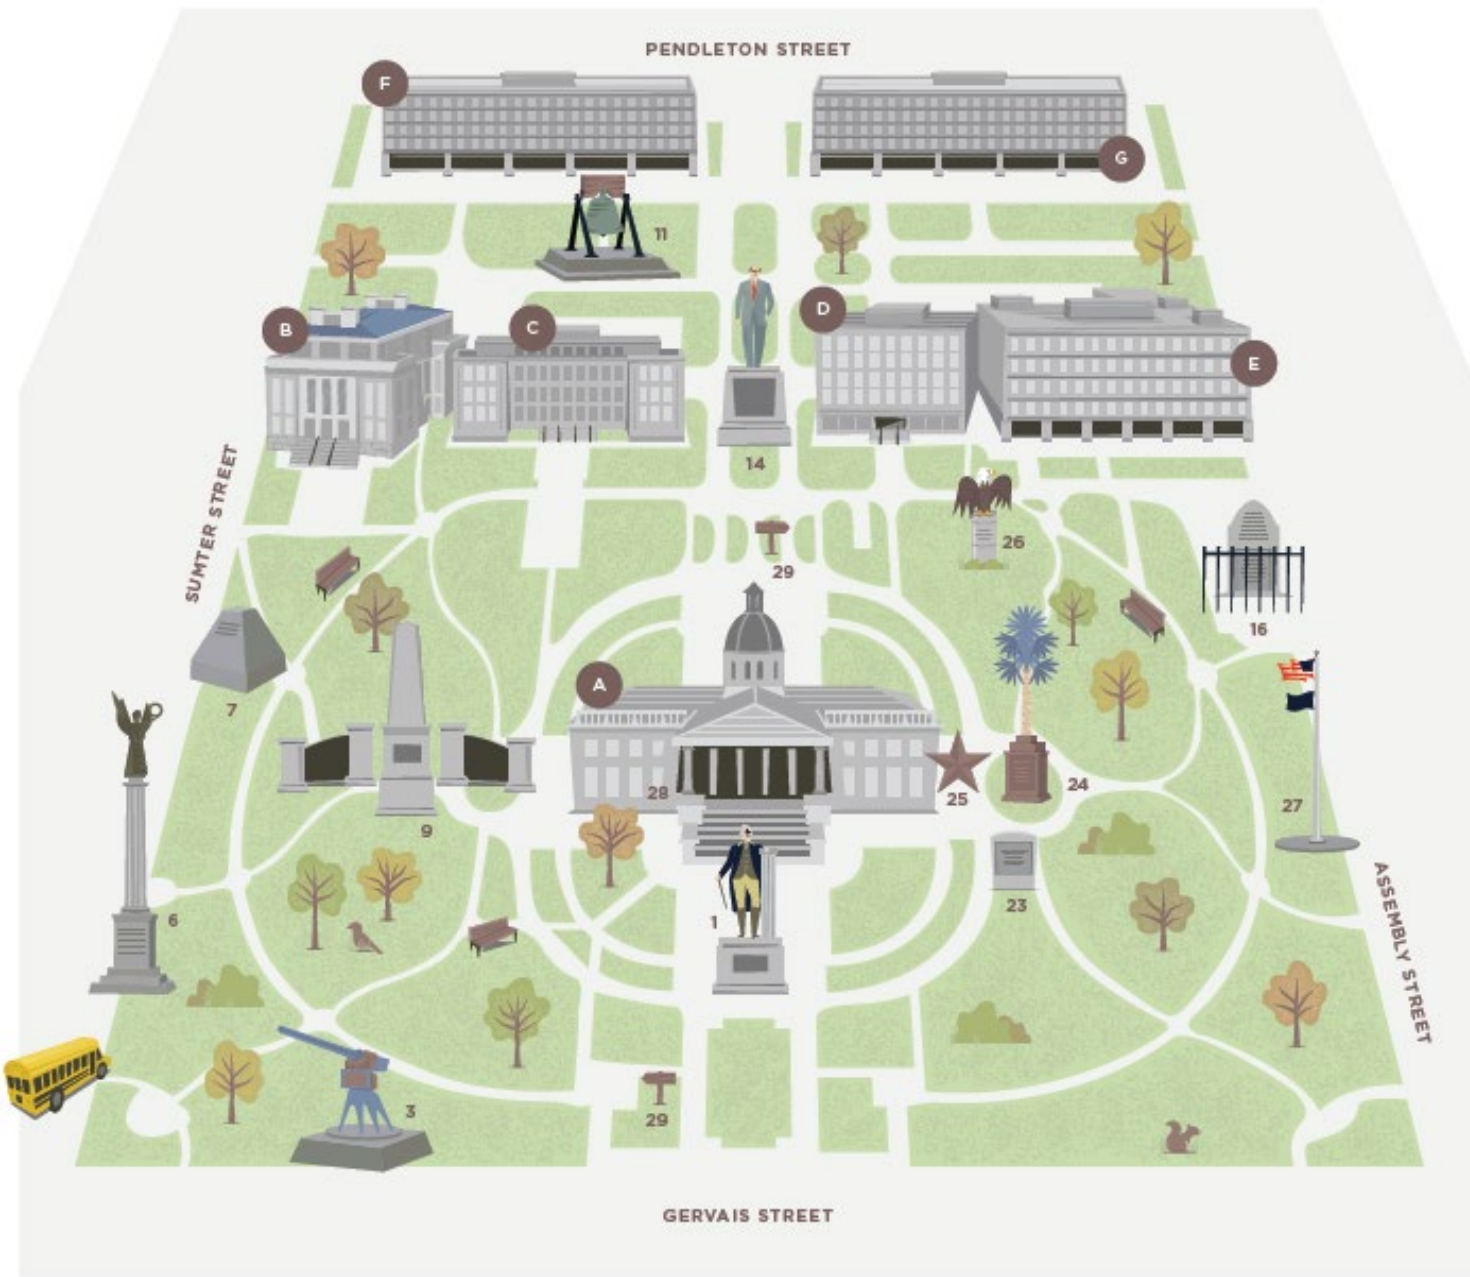 PENDLETON STREET
F
G
11
B
C
D
E
14
SUMTER STREET
26
29
16
7
A
28
25
24
27
9
6
1
23
ASSEMBLY STREET
3
29
GERVAIS STREET